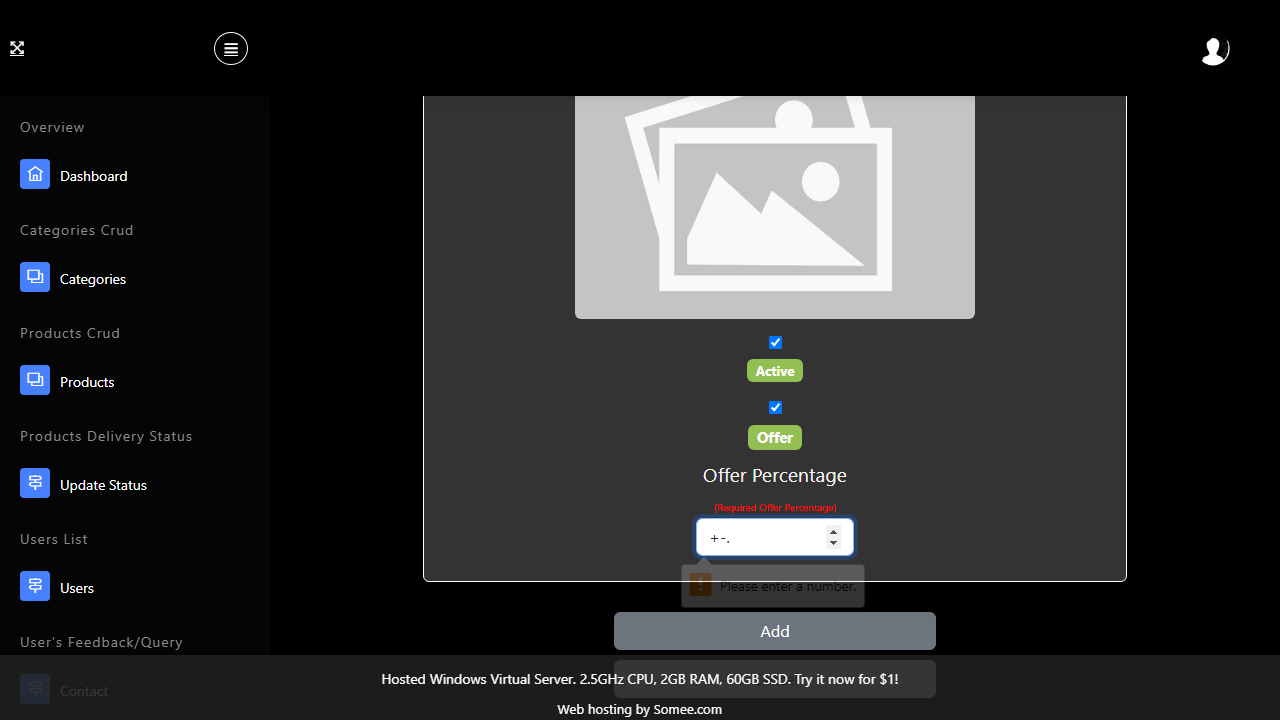 Overview
Dashboard
Categories Crud
Categories
Products Crud
Products
Products Delivery Status
Update Status
Users List
Users
User's Feedback/Query
Contact
Active
Offer
Offer Percentage
(Required Offer Percentage)
+-.
Please enter a number.
Add
Hosted Windows Virtual Server. 2.5GHz CPU, 2GB RAM, 60GB SSD. Try it now for $1!
Web hosting by Somee.com